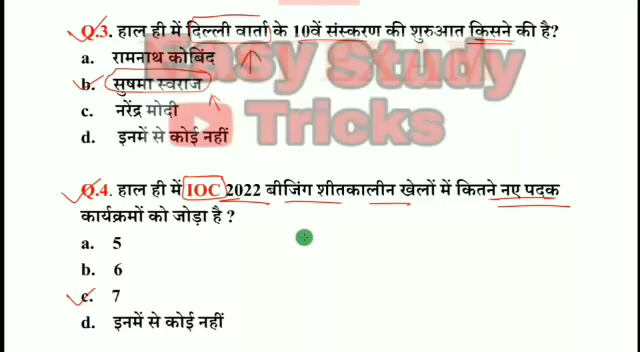 Q.3. हाल ही में दिल्ली वार्ता के 10वें संस्करण की शुरुआत किसने की है?
a. रामनाथ कोबिंद
b. सुषमा स्वराज
c. नरेंद्र मोदी
d. इनमें से कोई नहीं
Easy Study
Tricks
Q.4. हाल ही में IOC 2022 बीजिंग शीतकालीन खेलों में कितने नए पदक
कार्यक्रमों को जोड़ा है ?
a. 5
b. 6
c. 7
d. इनमें से कोई नहीं